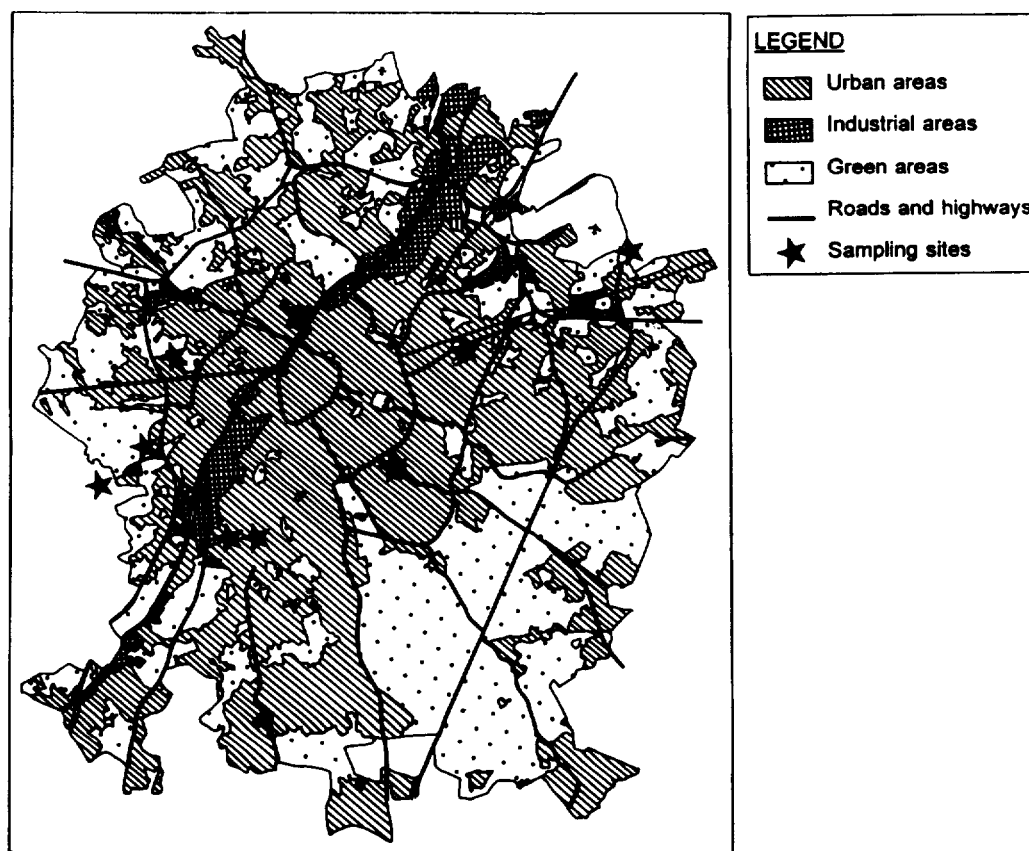 LEGEND
Urban areas
Industrial areas
Green areas
Roads and highways
Sampling sites